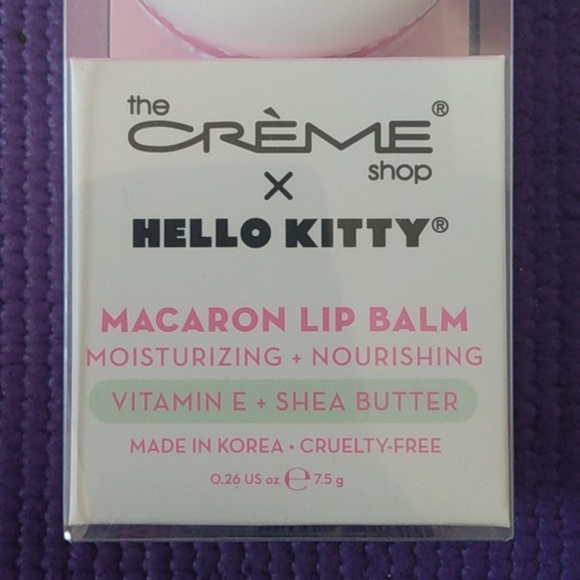 the
CRÈME®
shop
X
HELLO KITTY®
MACARON LIP BALM
MOISTURIZING + NOURISHING
VITAMIN E + SHEA BUTTER
MADE IN KOREA • CRUELTY-FREE
0.26 US oz ℮ 7.5 g